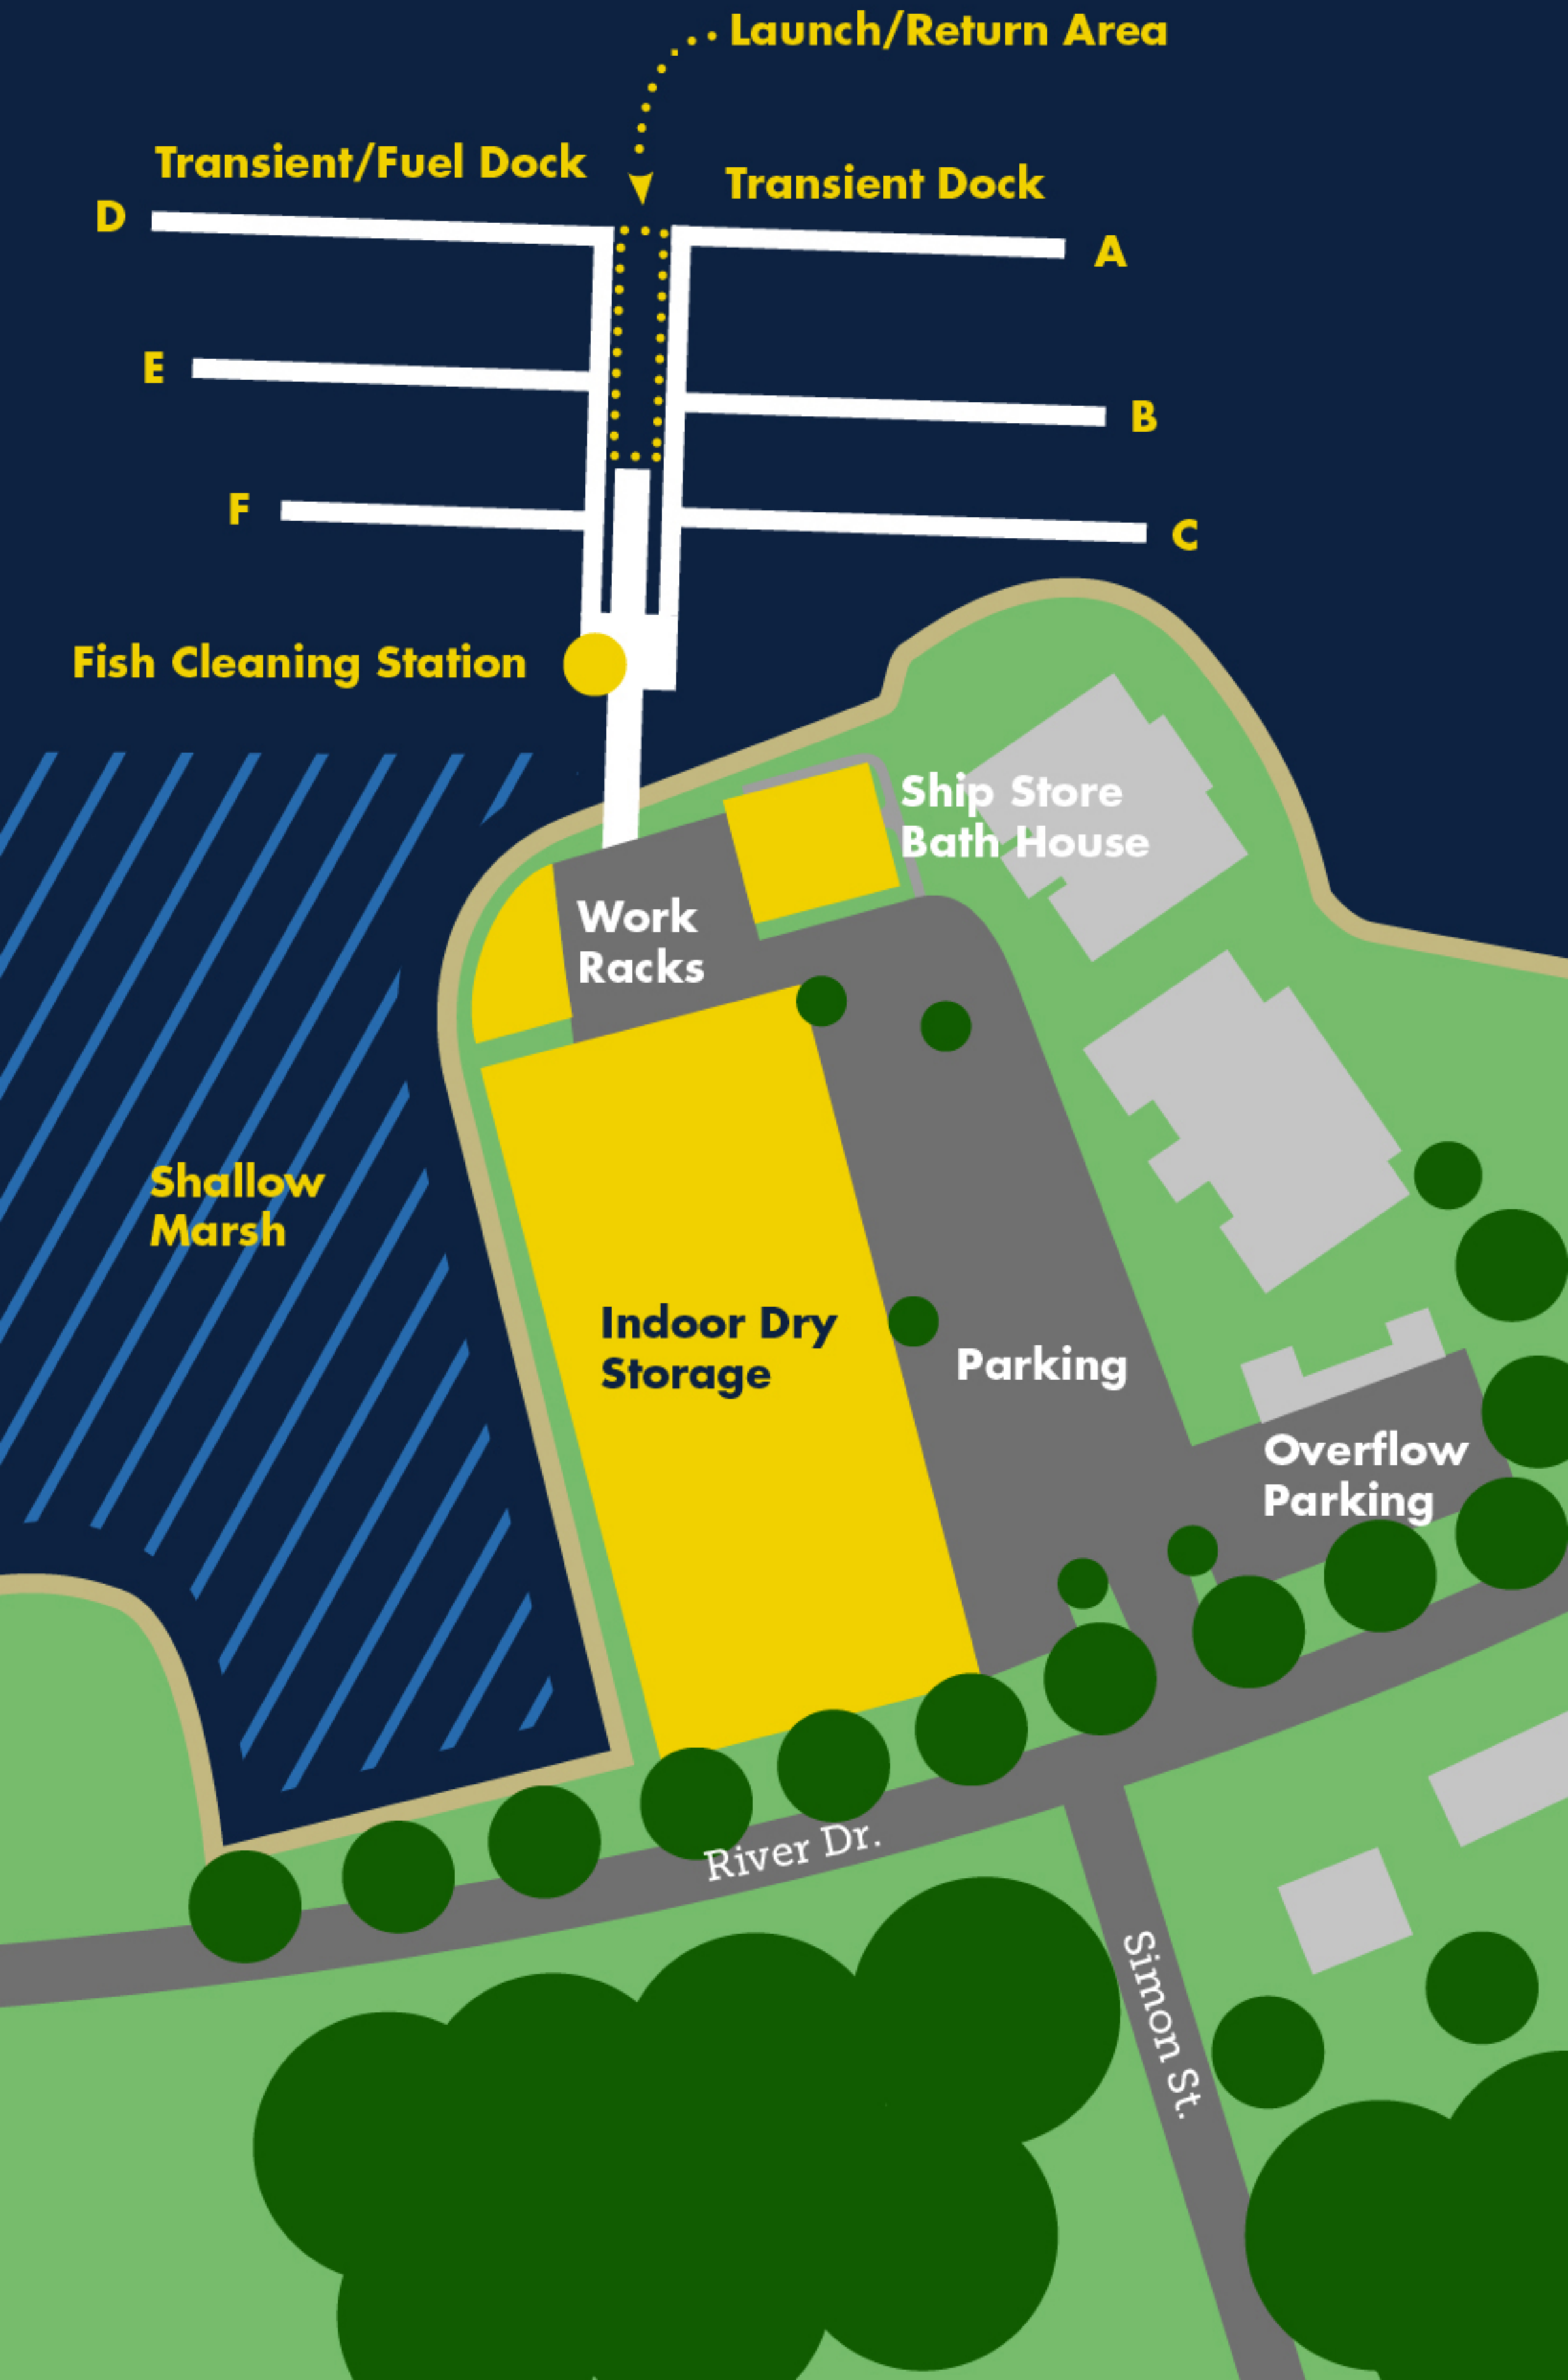 Launch/Return Area
Transient/Fuel Dock
Transient Dock
D
A
E
B
F
C
Fish Cleaning Station
Ship Store
Bath House
Work
Racks
Shallow
Marsh
Indoor Dry
Storage
Parking
Overflow
Parking
River Dr.
Simon St.